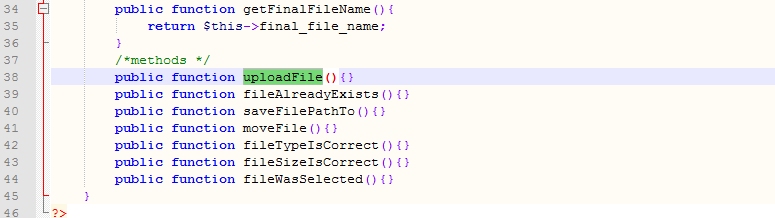 34 public function getFinalFileName(){
35 return $this->final_file_name;
36 }
37 /*methods */
38 public function uploadFile(){}
39 public function fileAlreadyExists(){}
40 public function saveFilePathTo(){}
41 public function moveFile(){}
42 public function fileTypeIsCorrect(){}
43 public function fileSizeIsCorrect(){}
44 public function fileWasSelected(){}
45 }
46 ?>